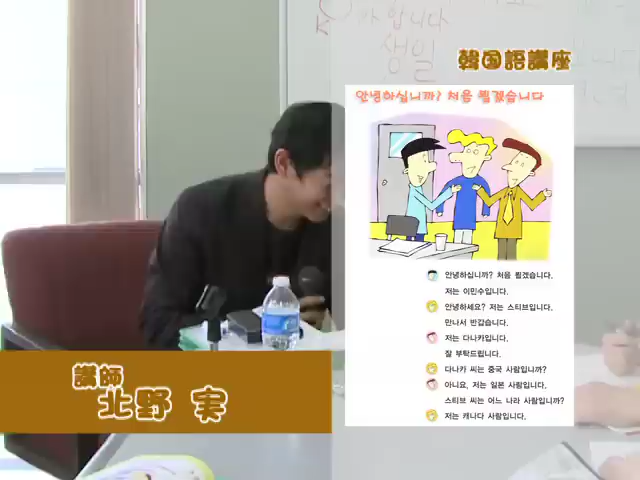 아 합니다
생일
韓国語講座
안녕하십니까? 처음 뵙겠습니다
안녕하십니까? 처음 뵙겠습니다.
저는 이민수입니다.
안녕하세요? 저는 스티브입니다.
만나서 반갑습니다.
저는 다나카입니다.
잘 부탁드립니다.
다나카 씨는 중국 사람입니까?
아니요, 저는 일본 사람입니다.
스티브 씨는 어느 나라 사람입니까?
저는 캐나다 사람입니다.
講師
北野 実